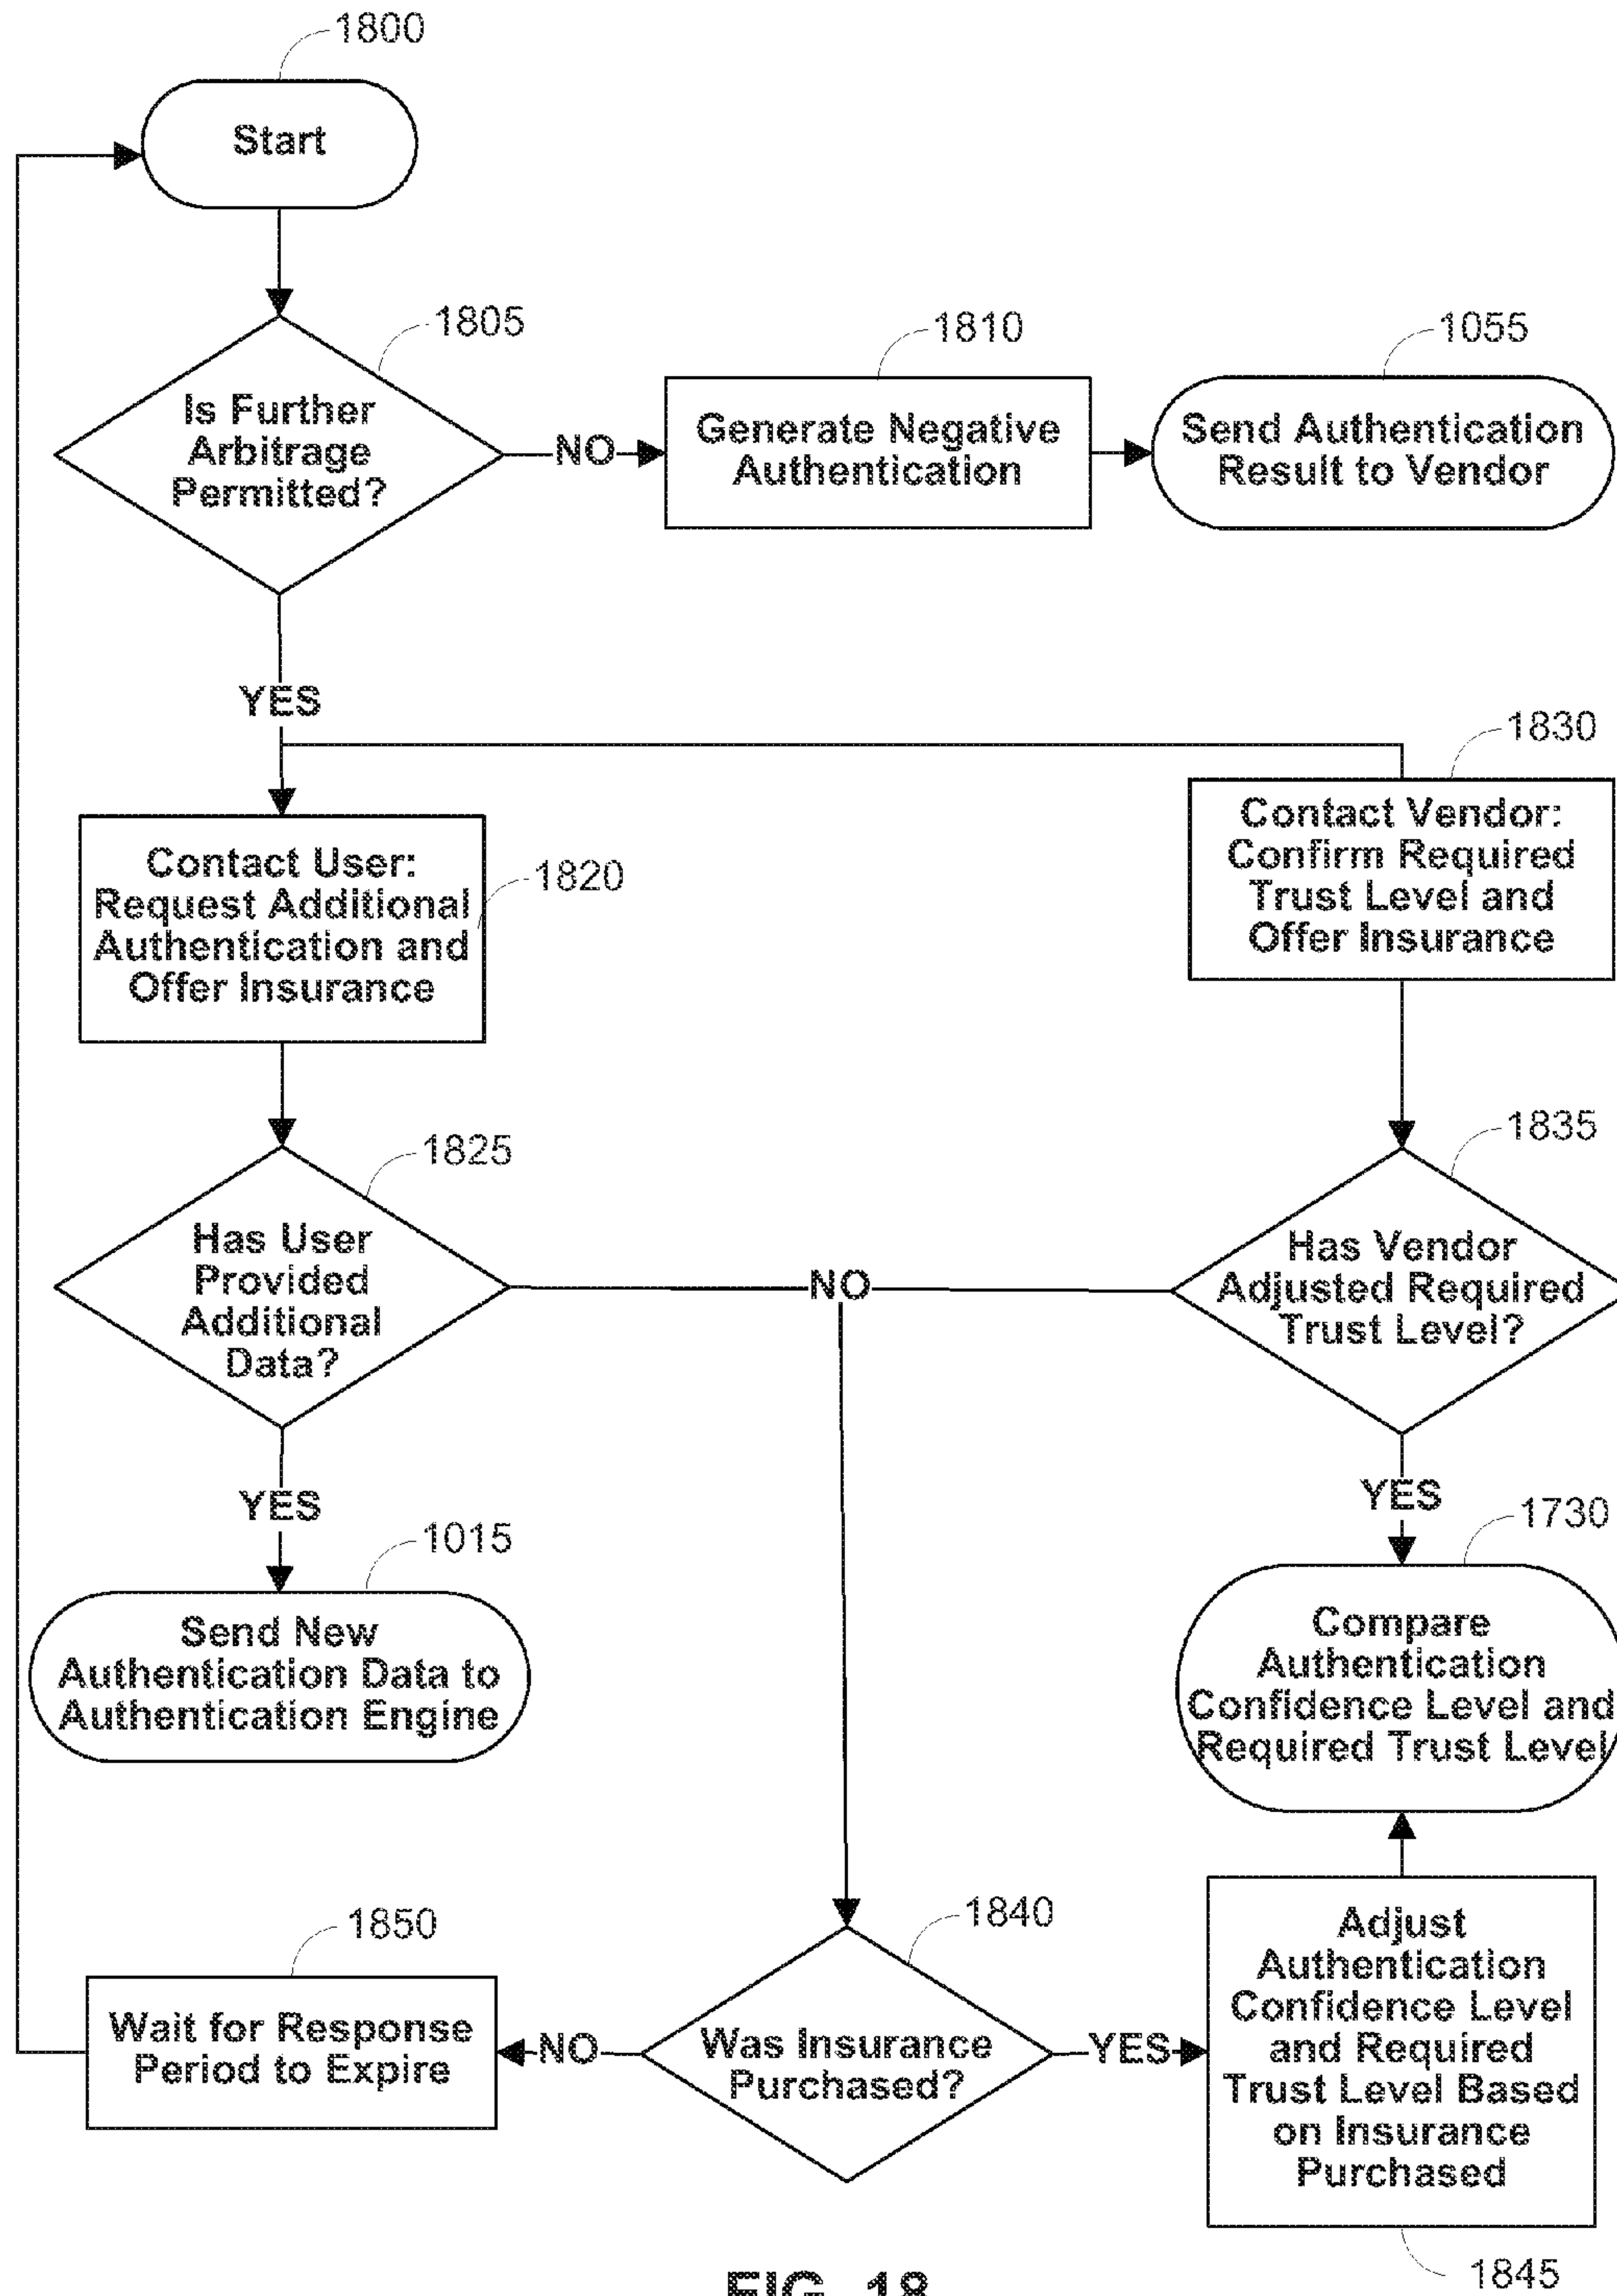 1800
Start
1805
Is Further
Arbitrage
Permitted?
NO
1810
Generate Negative
Authentication
1055
Send Authentication
Result to Vendor
YES
Contact User:
Request Additional
Authentication and
Offer Insurance
1820
1830
Contact Vendor:
Confirm Required
Trust Level and
Offer Insurance
1825
Has User
Provided
Additional
Data?
NO
1835
Has Vendor
Adjusted Required
Trust Level?
YES
1015
Send New
Authentication Data to
Authentication Engine
YES
1730
Compare
Authentication
Confidence Level and
Required Trust Level
1850
Wait for Response
Period to Expire
NO
1840
Was Insurance
Purchased?
YES
Adjust
Authentication
Confidence Level
and Required
Trust Level Based
on Insurance
Purchased
1845
FIG. 18